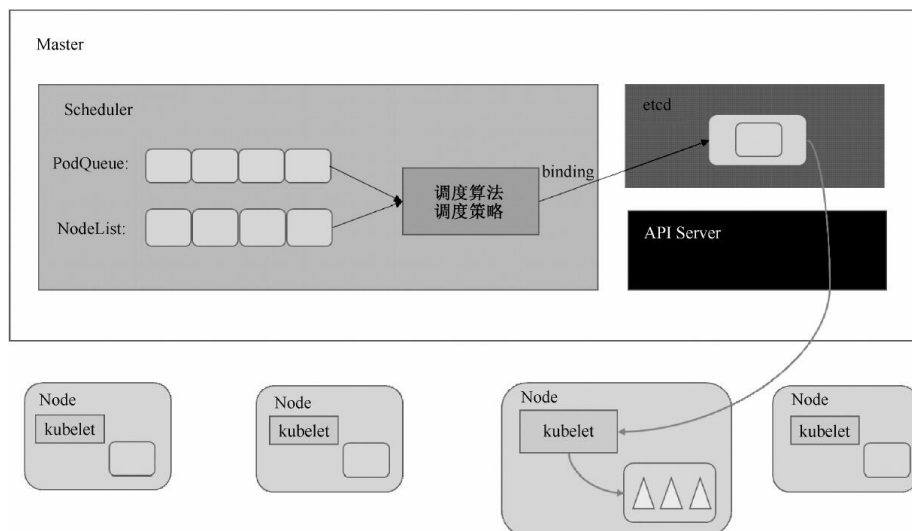 Master
Scheduler
etcd
PodQueue:
binding
调度算法
调度策略
NodeList:
API Server
Node
kubelet
Node
kubelet
Node
kubelet
Node
kubelet